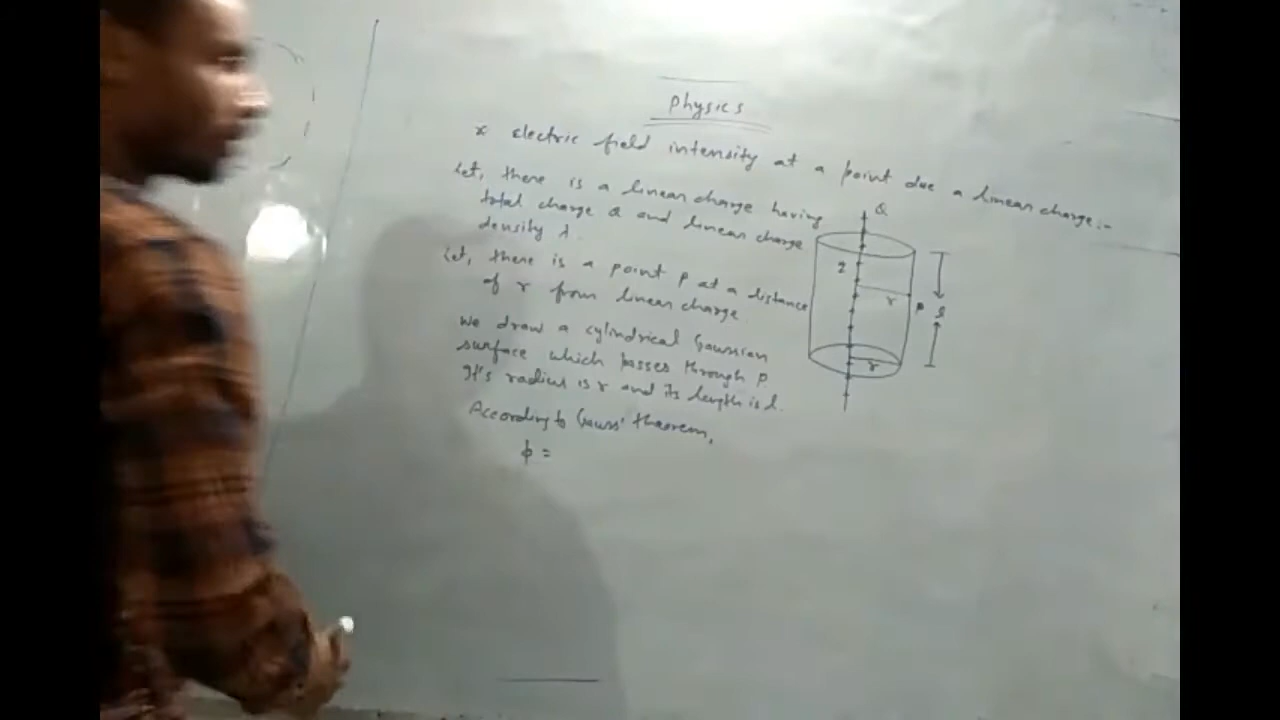 Physics
x electric field intensity at a point due a linear charge:-
Let, there is a linear charge having
total charge Q and linear charge
density λ.
Let, there is a point P at a distance
of r from linear charge.
We draw a cylindrical Gaussian
surface which passes through P.
It's radius is r and its length is l.
According to Gauss' theorem,
ϕ =
Q
q
r
P
l
r